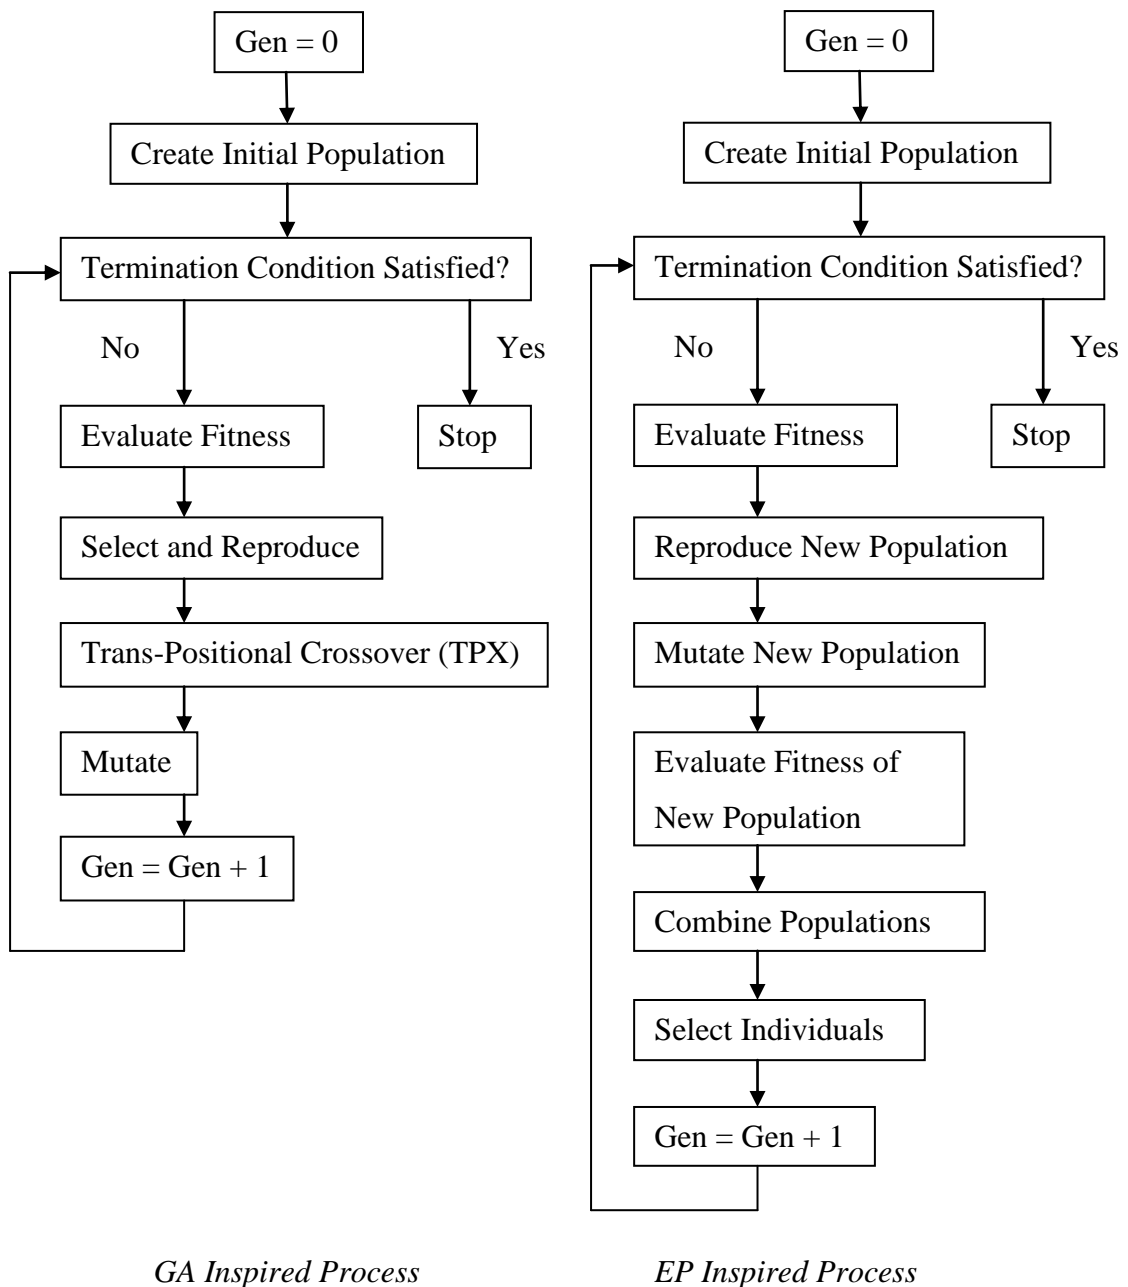 Gen = 0
Create Initial Population
Termination Condition Satisfied?
No
Yes
Evaluate Fitness
Stop
Select and Reproduce
Trans-Positional Crossover (TPX)
Mutate
Gen = Gen + 1
GA Inspired Process
Gen = 0
Create Initial Population
Termination Condition Satisfied?
No
Yes
Evaluate Fitness
Stop
Reproduce New Population
Mutate New Population
Evaluate Fitness of
New Population
Combine Populations
Select Individuals
Gen = Gen + 1
EP Inspired Process